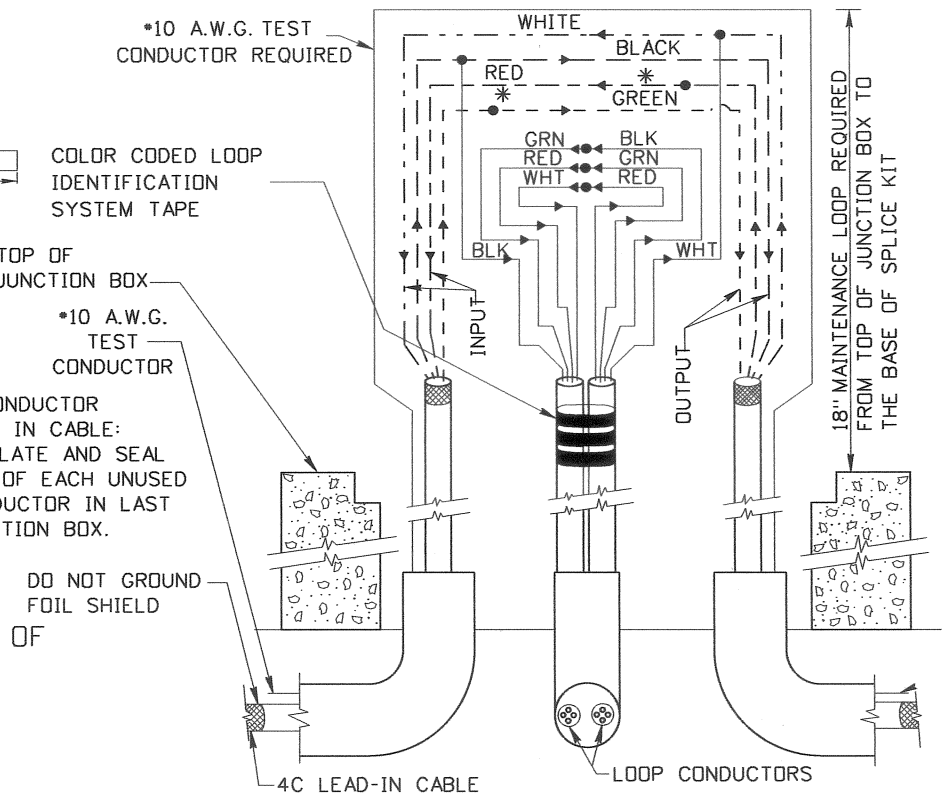 *10 A.W.G. TEST
CONDUCTOR REQUIRED
WHITE
BLACK
RED
*
*
GREEN
GRN
BLK
RED
GRN
WHT
RED
BLK
WHT
COLOR CODED LOOP
IDENTIFICATION
SYSTEM TAPE
TOP OF
JUNCTION BOX
*10 A.W.G.
TEST
CONDUCTOR
INPUT
OUTPUT
18" MAINTENANCE LOOP REQUIRED
FROM TOP OF JUNCTION BOX TO
THE BASE OF SPLICE KIT
ONDUCTOR
IN CABLE:
LATE AND SEAL
OF EACH UNUSED
DUCTOR IN LAST
TION BOX.
DO NOT GROUND
FOIL SHIELD
OF
4C LEAD-IN CABLE
LOOP CONDUCTORS